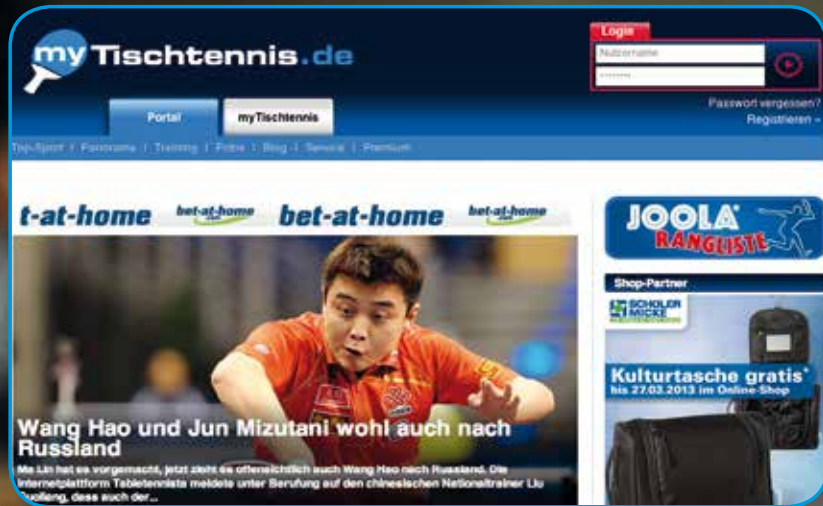 my Tischtennis.de
Login
Nutzername
Passwort vergessen?
Registrieren »
Portal
myTischtennis
Top-Sport | Panorama | Training | Fotos | Blog | Service | Premium
t-at-home bet-at-home bet-at-home bet-at-home
JOOLA
RANGLISTE
Shop-Partner
SCHÖLER
MICKE
Kulturtasche gratis*
bis 27.03.2013 im Online-Shop
Wang Hao und Jun Mizutani wohl auch nach
Russland
Ma Lin hat es vorgemacht, jetzt zieht es offensichtlich auch Wang Hao nach Russland. Die
Internetplattform Tabletennista meldete unter Berufung auf den chinesischen Nationaltrainer Liu
Guoliang, dass auch der...